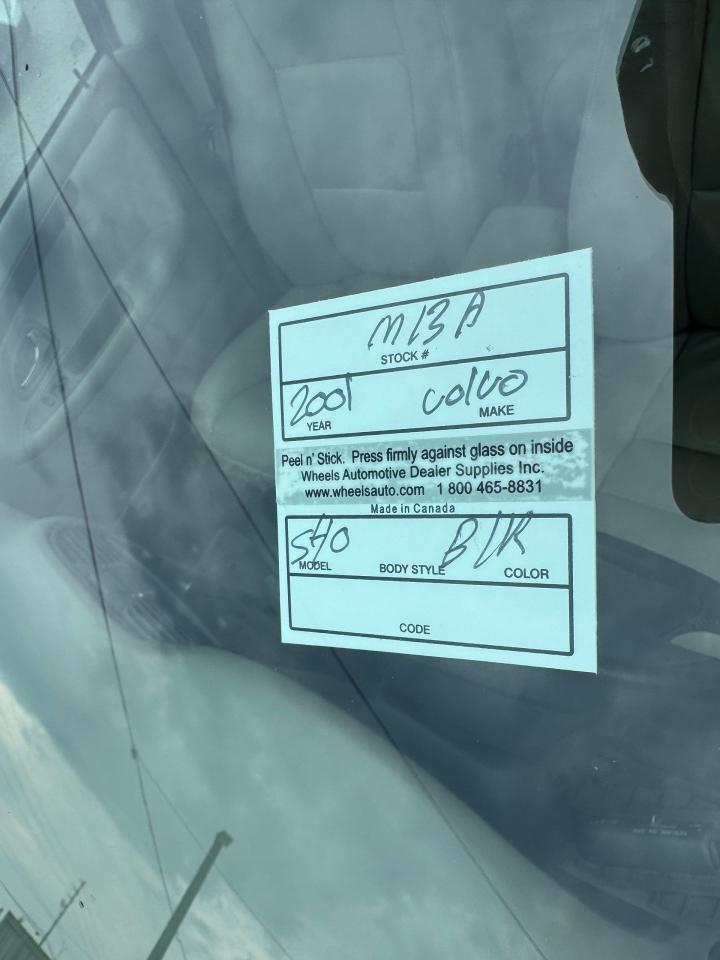 M13A
STOCK #
2001 Volvo
YEAR MAKE
Peel n' Stick. Press firmly against glass on inside
Wheels Automotive Dealer Supplies Inc.
www.wheelsauto.com 1 800 465-8831
Made in Canada
S40 BLK
MODEL BODY STYLE COLOR
CODE